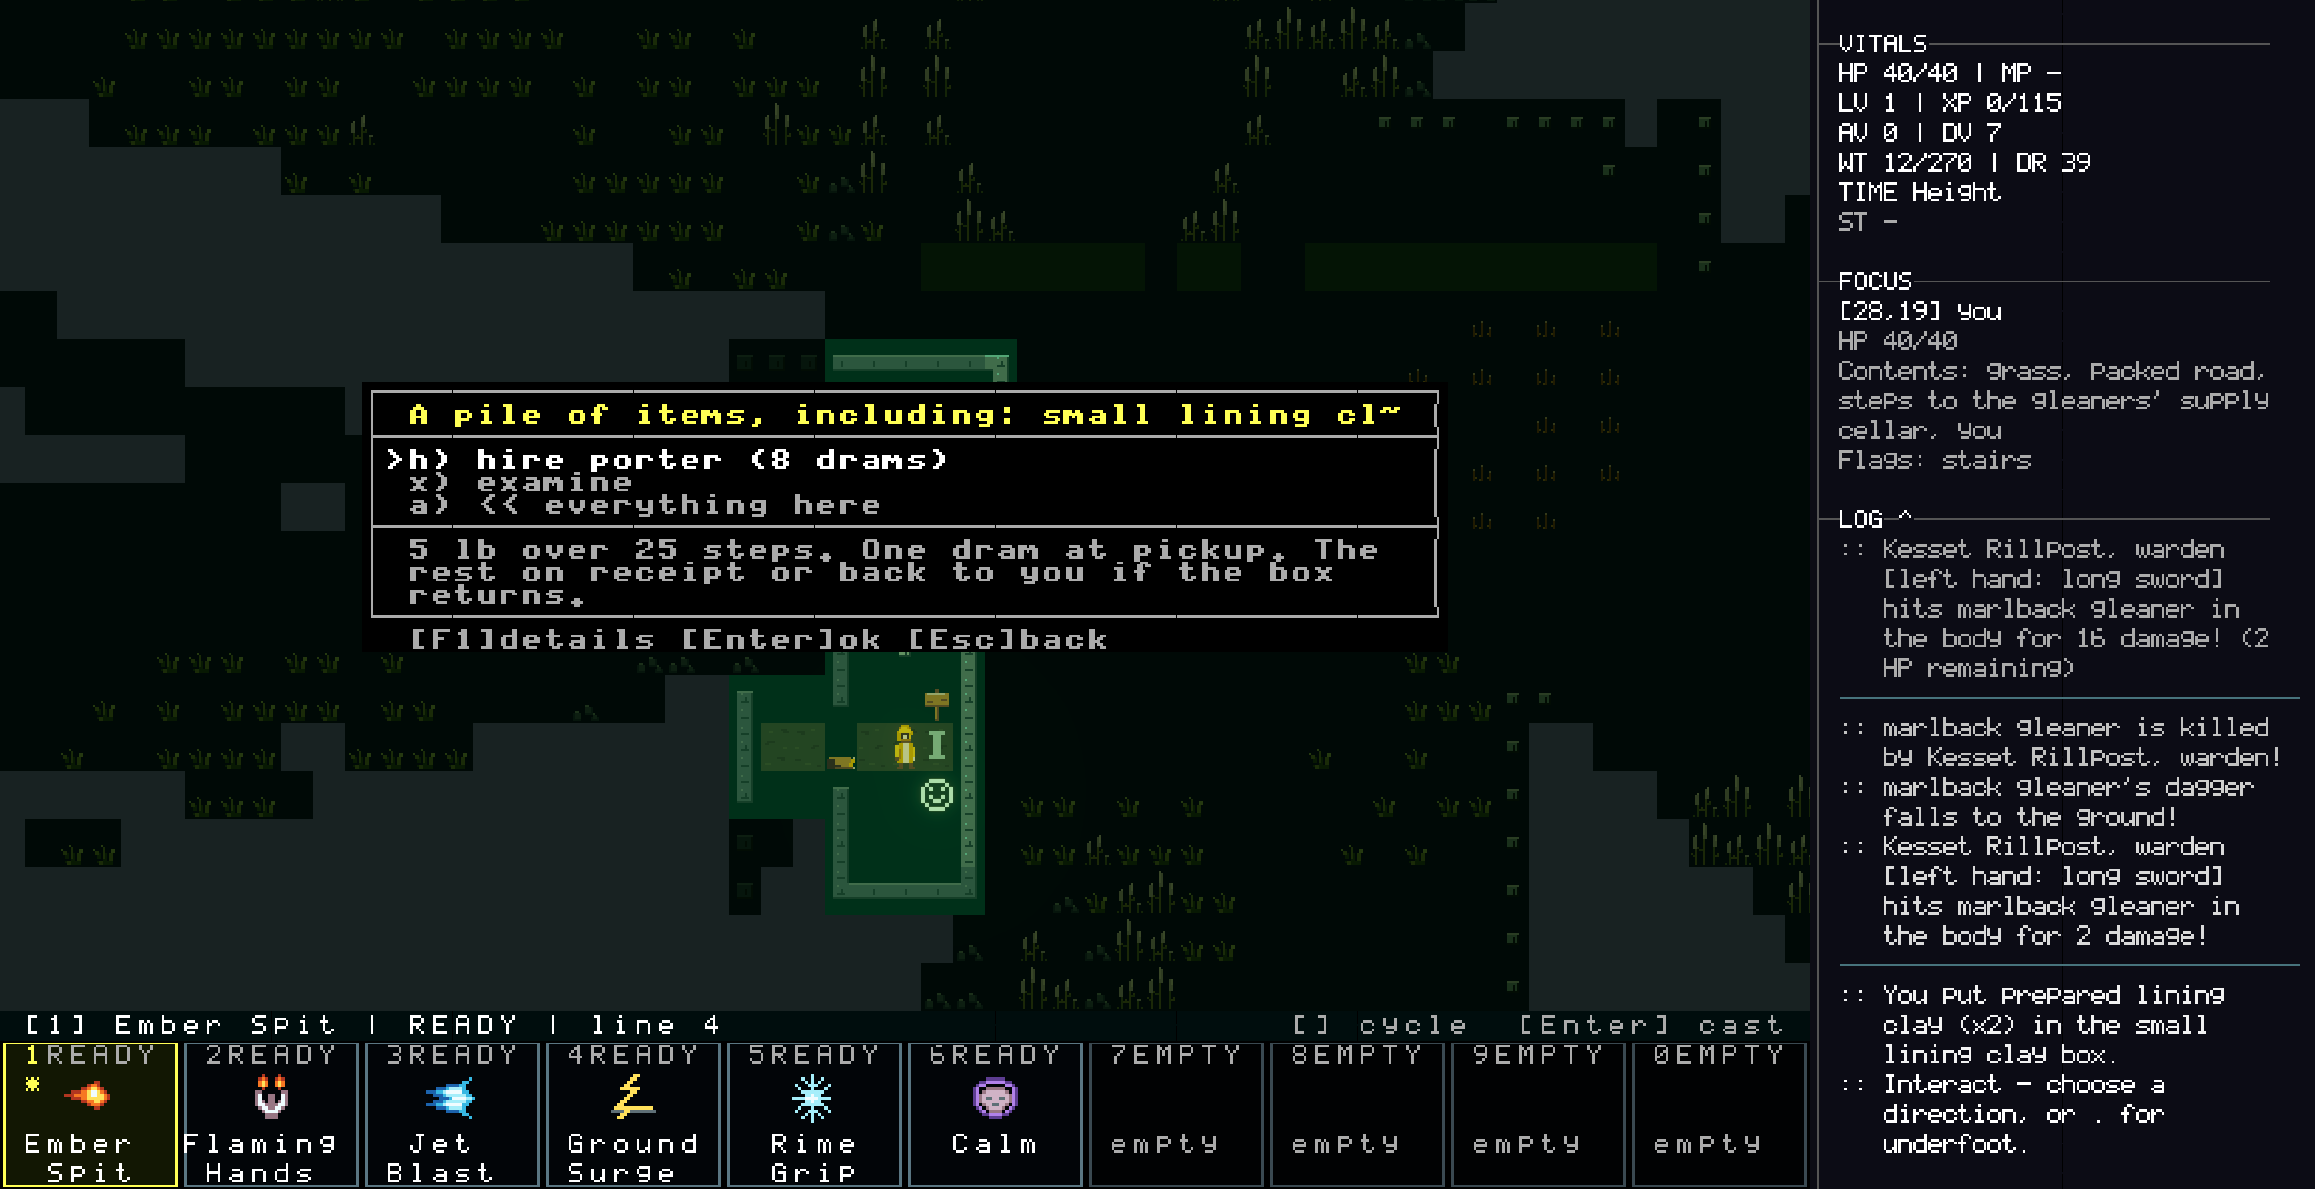 A pile of items, including: small lining cl~
>h) hire porter (8 drams)
x) examine
a) << everything here
5 lb over 25 steps. One dram at pickup. The
rest on receipt or back to you if the box
returns.
[F1]details [Enter]ok [Esc]back
[1] Ember Spit | READY | line 4
[] cycle [Enter] cast
1READY
Ember
Spit
2READY
Flaming
Hands
3READY
Jet
Blast
4READY
Ground
Surge
5READY
Rime
Grip
6READY
Calm
7EMPTY
empty
8EMPTY
empty
9EMPTY
empty
0EMPTY
empty
VITALS
HP 40/40 | MP -
LV 1 | XP 0/115
AV 0 | DV 7
WT 12/270 | DR 39
TIME Height
ST -
FOCUS
[28,19] you
HP 40/40
Contents: grass, Packed road,
steps to the gleaners' supply
cellar, You
Flags: stairs
LOG ^
:: Kesset RillPost, warden
[left hand: long sword]
hits marlback gleaner in
the body for 16 damage! (2
HP remaining)
:: marlback gleaner is killed
by Kesset RillPost, warden!
:: marlback gleaner's dagger
falls to the ground!
:: Kesset RillPost, warden
[left hand: long sword]
hits marlback gleaner in
the body for 2 damage!
:: You put prepared lining
clay (x2) in the small
lining clay box.
:: Interact - choose a
direction, or . for
underfoot.